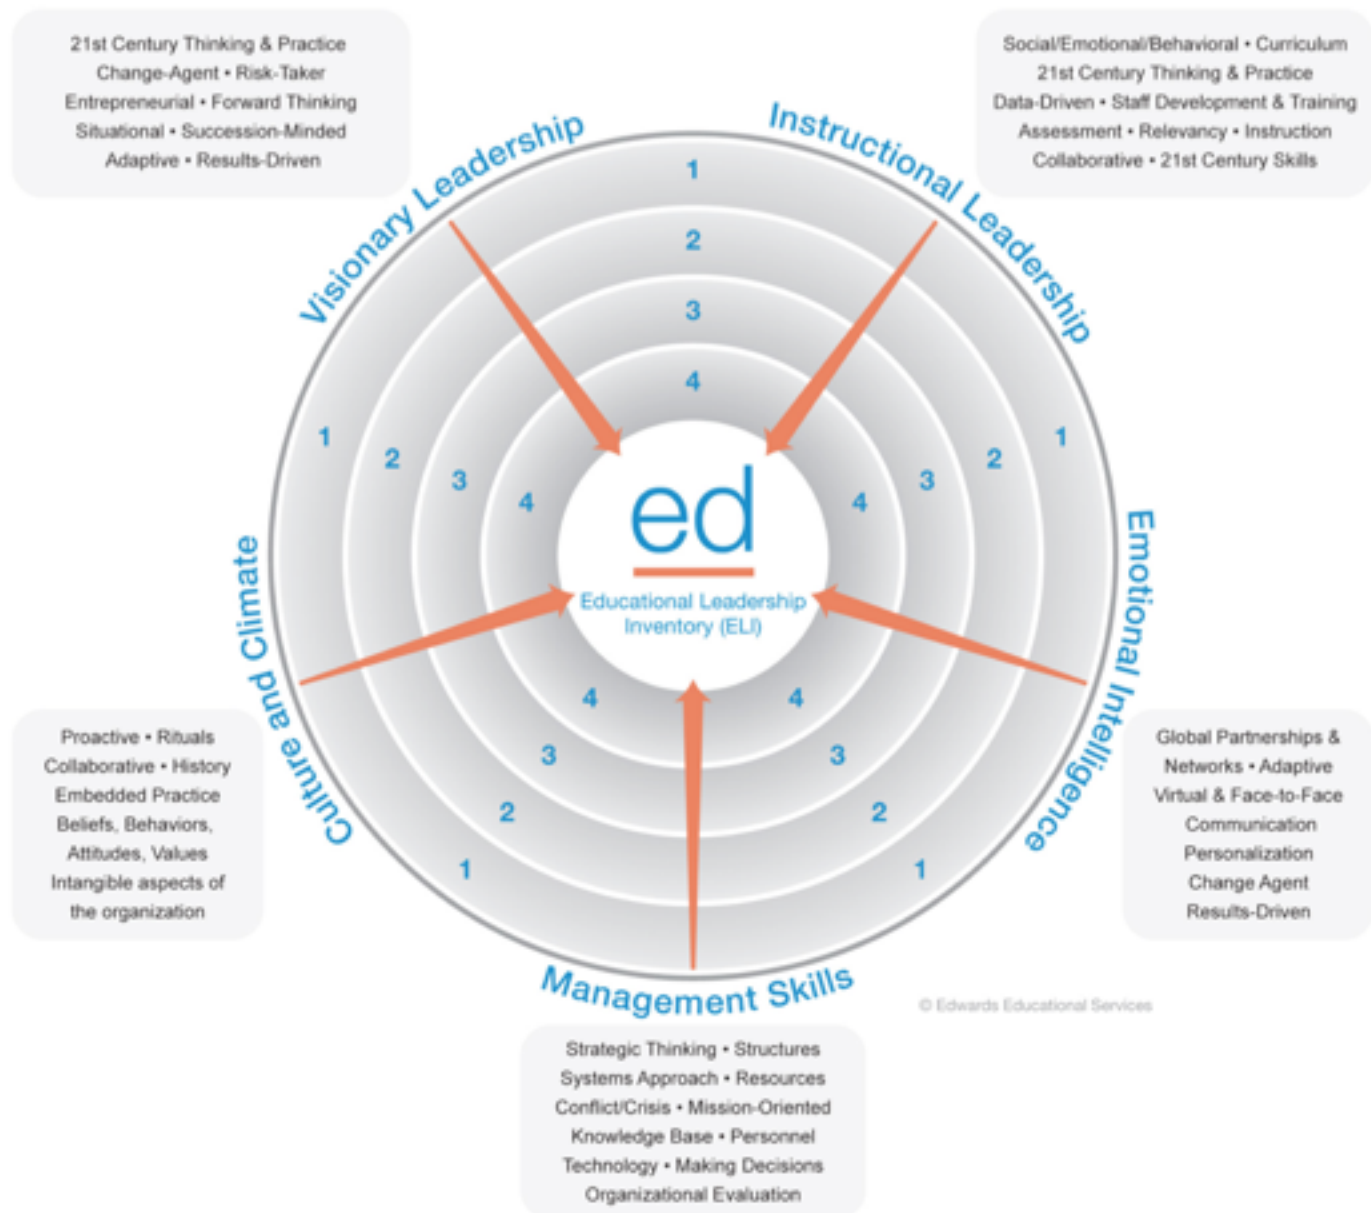 21st Century Thinking & Practice
Change-Agent • Risk-Taker
Entrepreneurial • Forward Thinking
Situational • Succession-Minded
Adaptive • Results-Driven
Social/Emotional/Behavioral • Curriculum
21st Century Thinking & Practice
Data-Driven • Staff Development & Training
Assessment • Relevancy • Instruction
Collaborative • 21st Century Skills
Visionary Leadership
Instructional Leadership
1
2
3
4
1
2
3
4
4
3
2
1
ed
Educational Leadership
Inventory (ELI)
Culture and Climate
Emotional Intelligence
4
3
2
1
4
3
2
1
Proactive • Rituals
Collaborative • History
Embedded Practice
Beliefs, Behaviors,
Attitudes, Values
Intangible aspects of
the organization
Global Partnerships &
Networks • Adaptive
Virtual & Face-to-Face
Communication
Personalization
Change Agent
Results-Driven
Management Skills
© Edwards Educational Services
Strategic Thinking • Structures
Systems Approach • Resources
Conflict/Crisis • Mission-Oriented
Knowledge Base • Personnel
Technology • Making Decisions
Organizational Evaluation